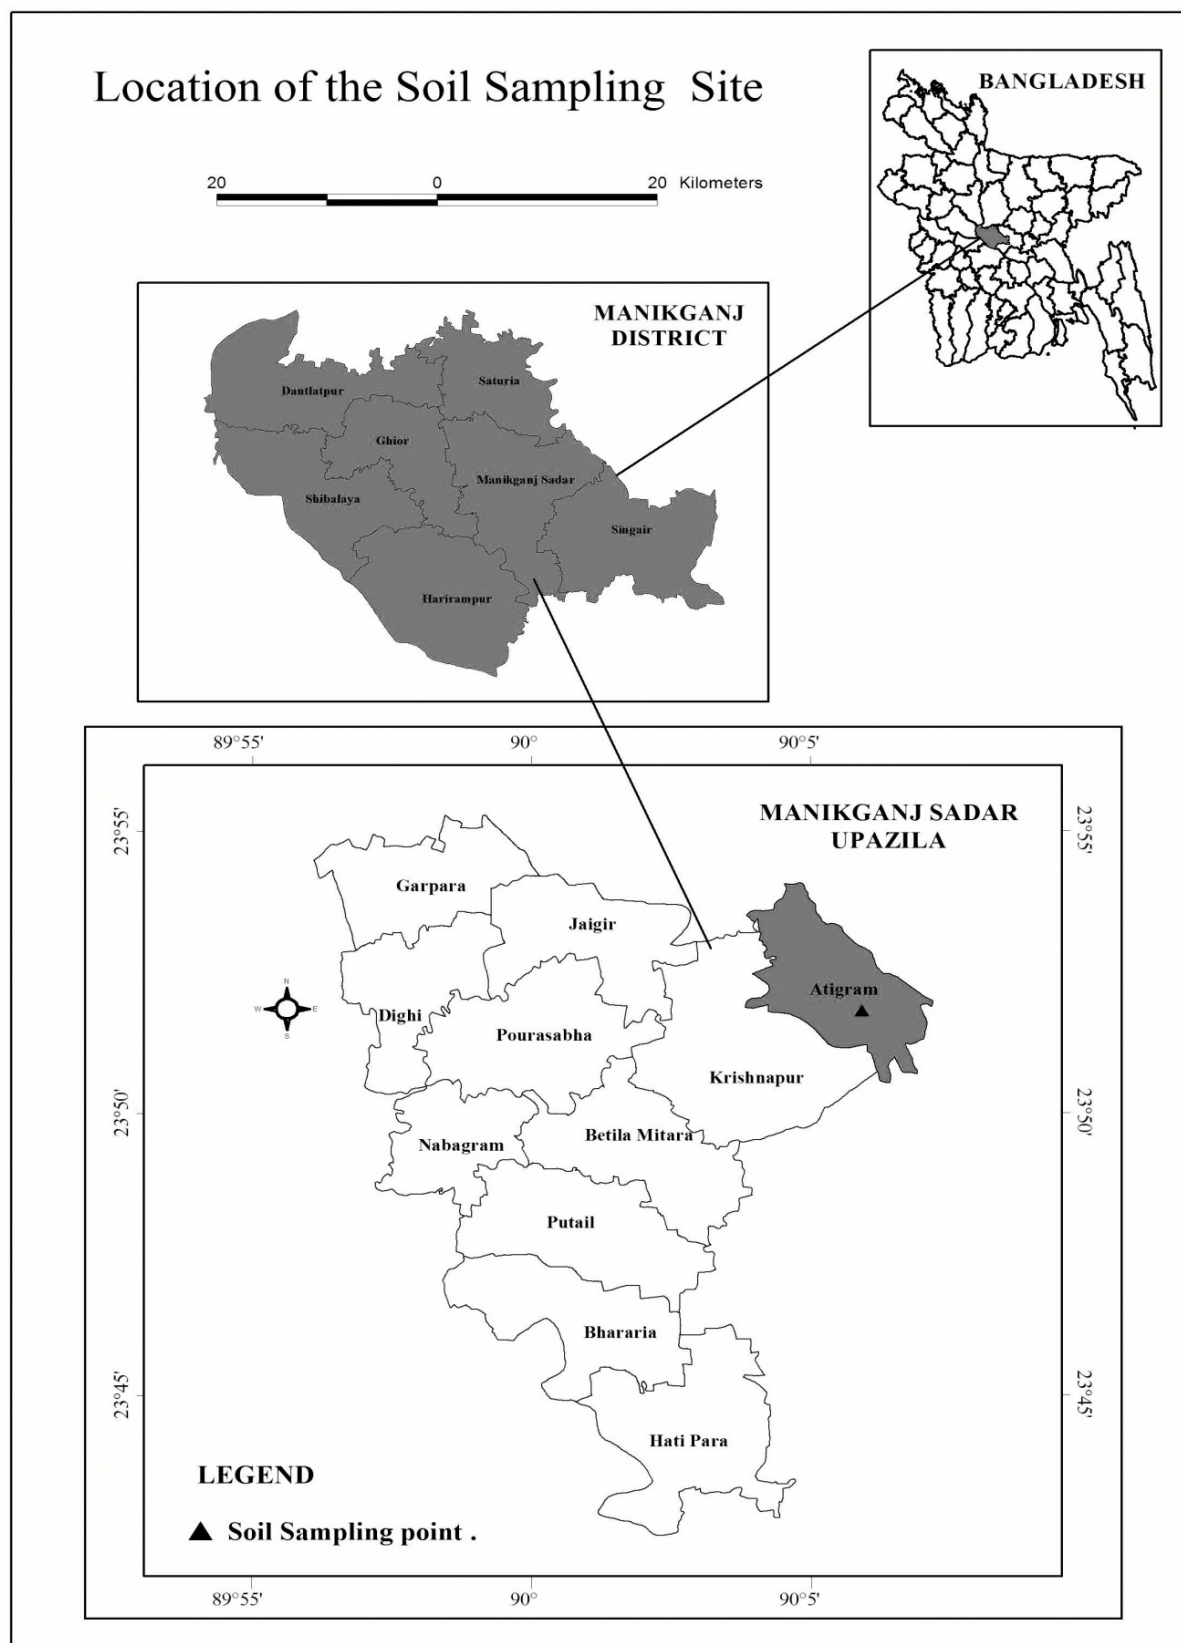 Location of the Soil Sampling Site
BANGLADESH
20 0 20 Kilometers
MANIKGANJ
DISTRICT
Saturia
Dautlatpur
Ghior
Manikganj Sadar
Shibalaya
Singair
Harirampur
89°55' 90° 90°5'
MANIKGANJ SADAR
UPAZILA
23°55' 23°55'
Garpara
Jaigir
Atigram
N
W E
S
Dighi
Pourasabha
Krishnapur
23°50' 23°50'
Betila Mitara
Nabagram
Putail
Bhararia
23°45' 23°45'
Hati Para
LEGEND
Soil Sampling point .
89°55' 90° 90°5'